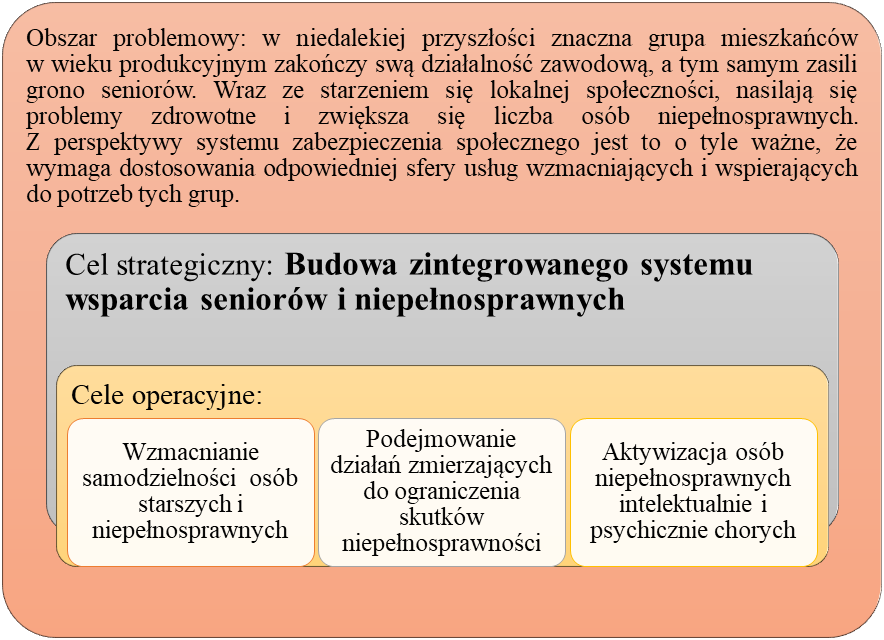 Obszar problemowy: w niedalekiej przyszłości znaczna grupa mieszkańców
w wieku produkcyjnym zakończy swą działalność zawodową, a tym samym zasili
grono seniorów. Wraz ze starzeniem się lokalnej społeczności, nasilają się
problemy zdrowotne i zwiększa się liczba osób niepełnosprawnych.
Z perspektywy systemu zabezpieczenia społecznego jest to o tyle ważne, że
wymaga dostosowania odpowiedniej sfery usług wzmacniających i wspierających
do potrzeb tych grup.
Cel strategiczny: Budowa zintegrowanego systemu
wsparcia seniorów i niepełnosprawnych
Cele operacyjne:
Wzmacnianie
samodzielności osób
starszych i
niepełnosprawnych
Podejmowanie
działań zmierzających
do ograniczenia
skutków
niepełnosprawności
Aktywizacja osób
niepełnosprawnych
intelektualnie i
psychicznie chorych